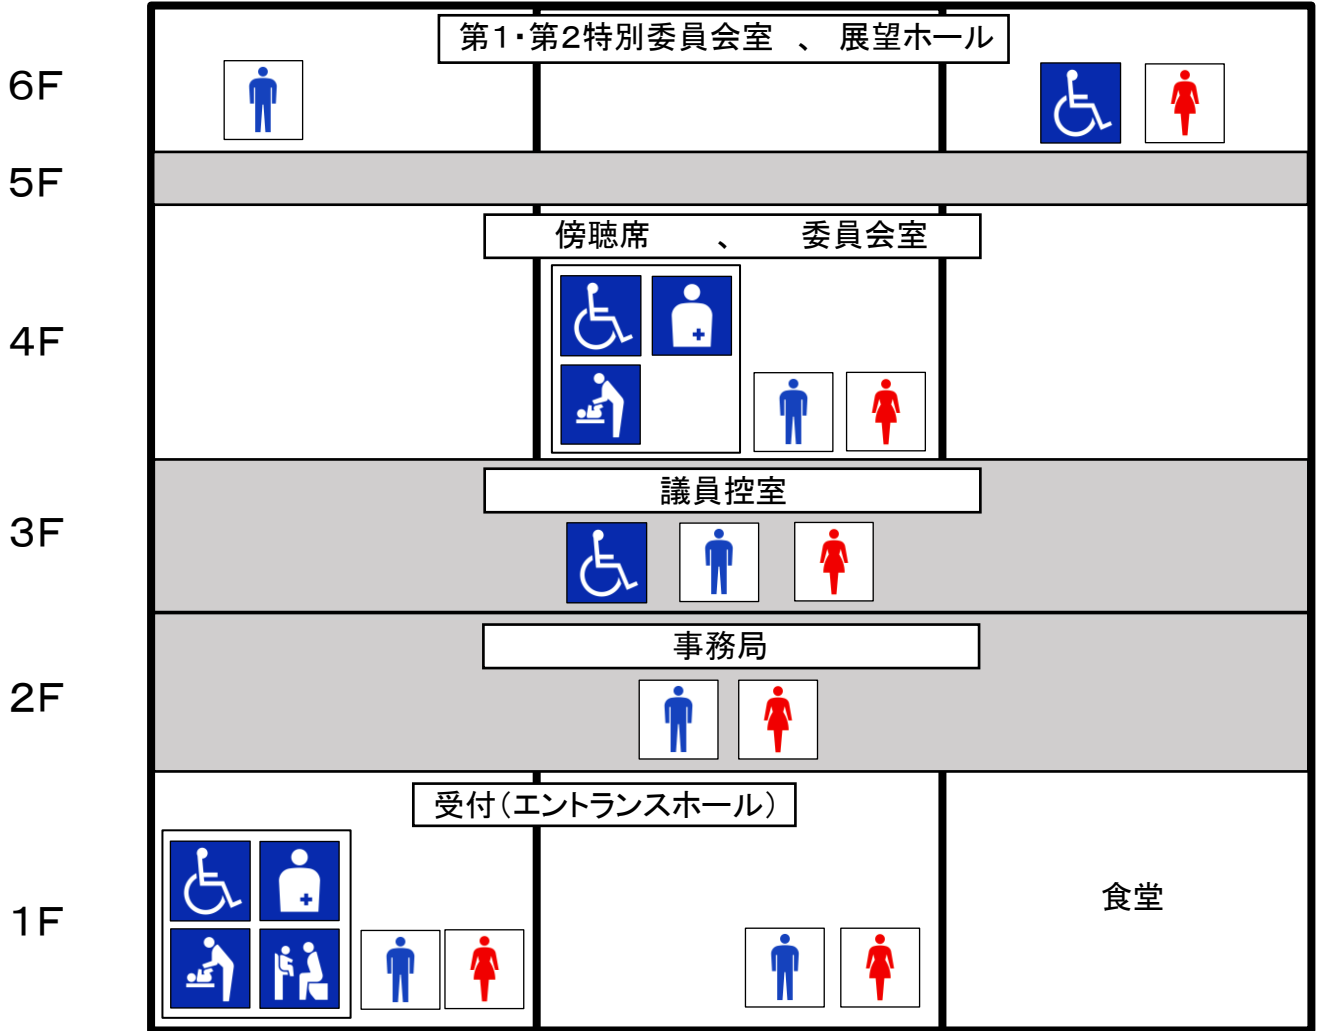 第1・第2特別委員会室 、 展望ホール
6F
5F
傍聴席 、 委員会室
4F
議員控室
3F
事務局
2F
受付(エントランスホール)
食堂
1F